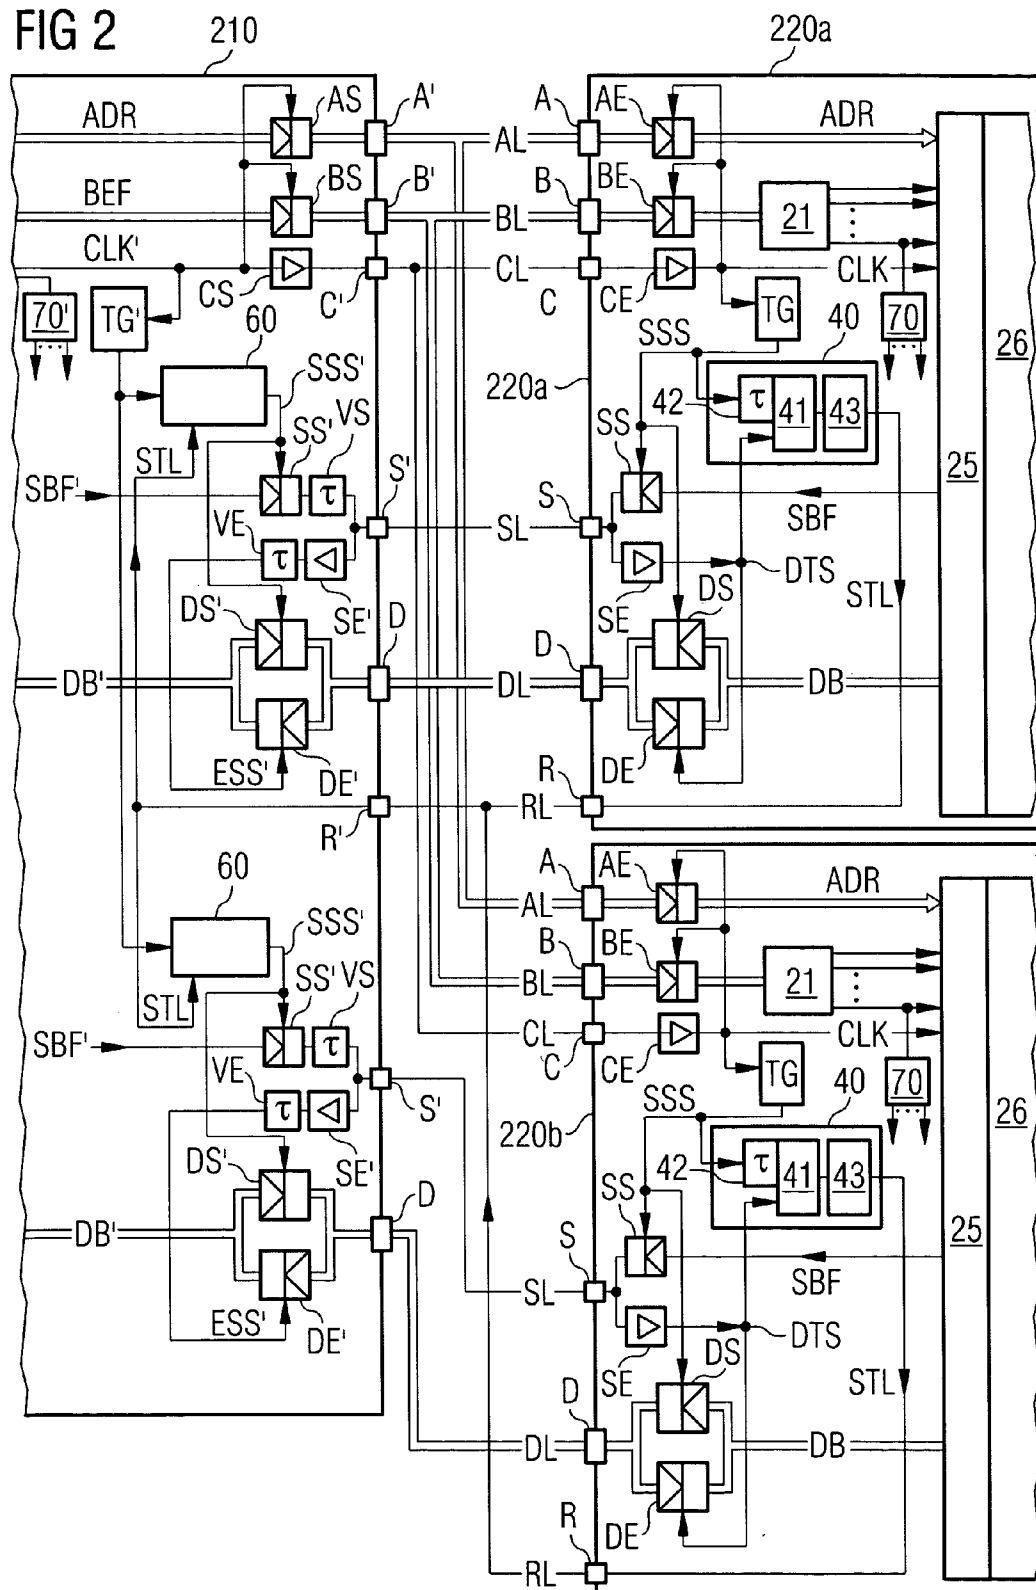 FIG 2
210
220a
ADR
AS
A'
AL
A
AE
ADR
BEF
BS
B'
BL
B
BE
21
CLK'
CS
C'
CL
C
CE
CLK
70'
TG'
60
SSS'
TG
SSS
40
70
26
220a
42
τ
41
43
25
STL
SS'
VS
S'
SS
SBF'
τ
SL
S
SBF
VE
τ
SE'
SE
DTS
DS
STL
DS'
D
D
DB'
DL
DB
ESS'
DE'
DE
R
R'
RL
A
AE
ADR
AL
60
SSS'
B
BE
BL
21
STL
SS'
VS
SBF'
τ
CL
C
CE
CLK
VE
τ
S'
TG
70
26
SSS
40
220b
SE'
DS'
42
τ
41
43
SS
D
25
DB'
S
SBF
SL
ESS'
DE'
SE
DTS
DS
STL
D
DL
DB
DE
R
RL